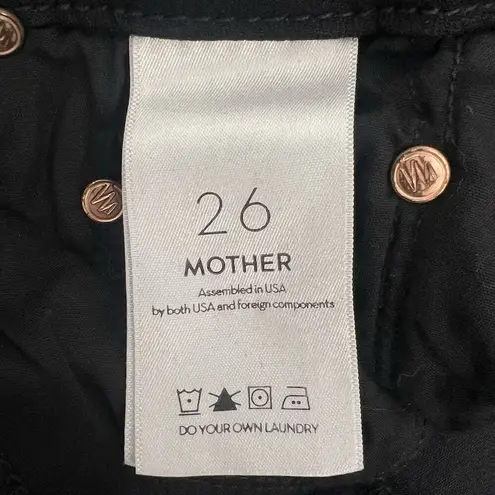 26
MOTHER
Assembled in USA
by both USA and foreign components
DO YOUR OWN LAUNDRY